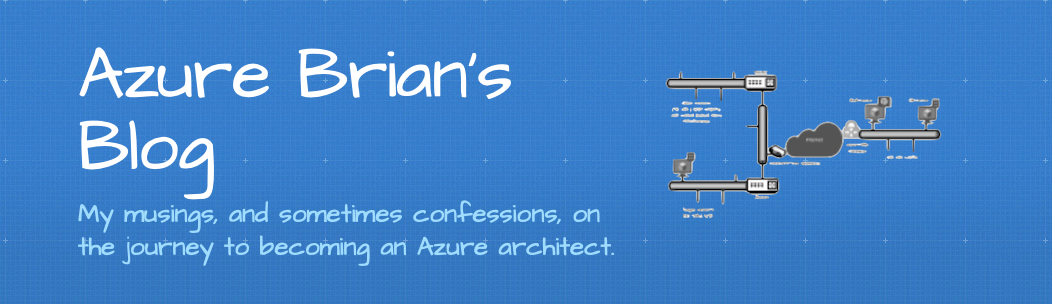 Azure Brian's
Blog
My musings, and sometimes confessions, on
the journey to becoming an Azure architect.